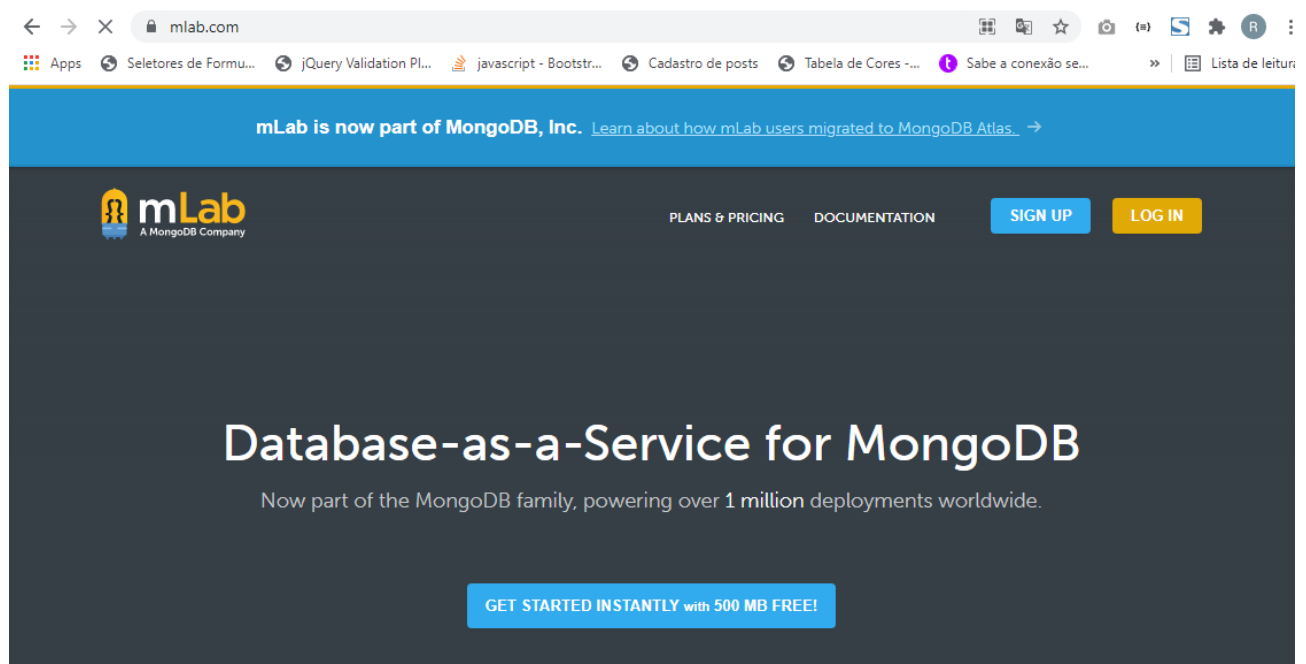 mlab.com
Apps Seletores de Formu... jQuery Validation Pl... javascript - Bootstr... Cadastro de posts Tabela de Cores -... Sabe a conexão se... » Lista de leitura
mLab is now part of MongoDB, Inc. Learn about how mLab users migrated to MongoDB Atlas. →
mLab
A MongoDB Company
PLANS & PRICING DOCUMENTATION SIGN UP LOG IN
Database-as-a-Service for MongoDB
Now part of the MongoDB family, powering over 1 million deployments worldwide.
GET STARTED INSTANTLY with 500 MB FREE!